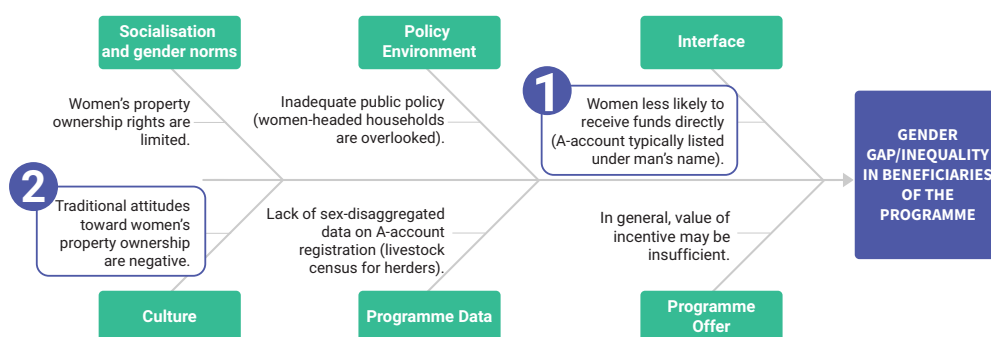 Socialisation
and gender norms
Policy
Environment
Interface
Women’s property
ownership rights are
limited.
Inadequate public policy
(women-headed households
are overlooked).
1
Women less likely to
receive funds directly
(A-account typically listed
under man’s name).
GENDER
GAP/INEQUALITY
IN BENEFICIARIES
OF THE
PROGRAMME
2
Traditional attitudes
toward women’s
property ownership
are negative.
Lack of sex-disaggregated
data on A-account
registration (livestock
census for herders).
In general, value of
incentive may be
insufficient.
Culture
Programme Data
Programme
Offer